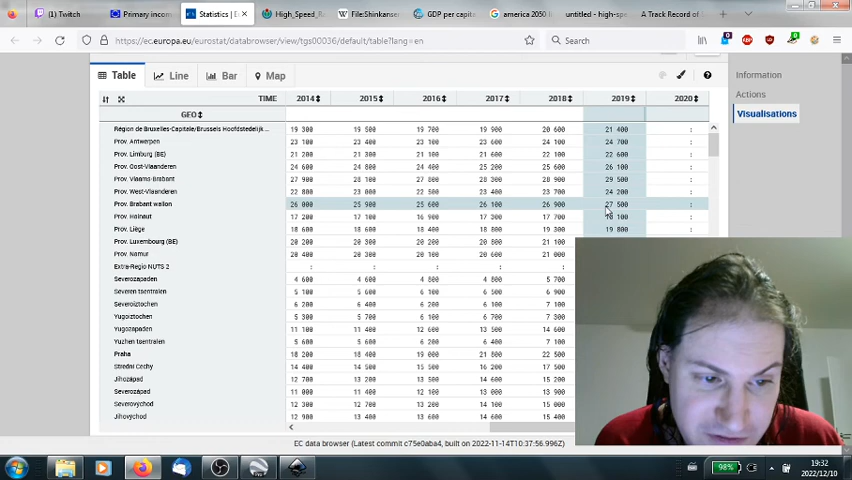 (1) Twitch
Primary incom
Statistics | E
High_Speed_R
File:Shinkansen
GDP per capit
america 2050 l
untitled - high-spe
A Track Record of
https://ec.europa.eu/eurostat/databrowser/view/tgs00036/default/table?lang=en
Search
Table
Line
Bar
Map
Information
Actions
Visualisations
TIME 2014 2015 2016 2017 2018 2019 2020
GEO
Région de Bruxelles-Capitale/Brussels Hoofdstedelijk ... 19 300 19 500 19 700 19 900 20 600 21 400 :
Prov. Antwerpen 23 100 23 400 23 100 23 600 24 100 24 700 :
Prov. Limburg (BE) 21 200 21 300 21 100 21 600 22 100 22 600 :
Prov. Oost-Vlaanderen 24 600 24 800 24 400 25 100 25 600 26 100 :
Prov. Vlaams-Brabant 27 900 28 100 27 800 28 300 28 900 29 500 :
Prov. West-Vlaanderen 22 800 23 000 22 500 23 400 23 700 24 200 :
Prov. Brabant wallon 26 000 25 900 25 600 26 100 26 900 27 500 :
Prov. Hainaut 17 200 17 100 16 900 17 300 17 700 100 :
Prov. Liège 18 600 18 600 18 400 18 800 19 300 19 800 :
Prov. Luxembourg (BE) 20 400 20 200 20 200 20 800 21 100
Prov. Namur 20 400 20 300 20 100 20 600 21 000
Extra-Regio NUTS 2 : : : : :
Severozapaden 4 600 4 500 4 800 4 800 5 700
Severen tsentralen 5 100 5 600 6 100 6 500 6 900
Severoiztochen 6 200 6 400 6 600 6 100 7 100
Yugoiztochen 5 300 5 700 6 100 6 700 7 300
Yugozapaden 11 100 11 400 12 600 13 500 14 600
Yuzhen tsentralen 5 600 5 600 6 200 6 400 7 100
Praha 18 200 18 400 19 000 21 800 22 500
Střední Čechy 14 400 14 500 15 500 16 200 17 500
Jihozápad 12 700 13 200 13 500 14 100 15 200
Severozápad 11 000 11 400 12 000 13 000 13 900
Severovýchod 12 300 12 700 13 200 14 000 15 000
Jihovýchod 12 900 13 400 13 600 14 500 15 400
EC data browser (Latest commit c75e0aba4, built on 2022-11-14T10:37:56.996Z)
98%
19:32
2022/12/10